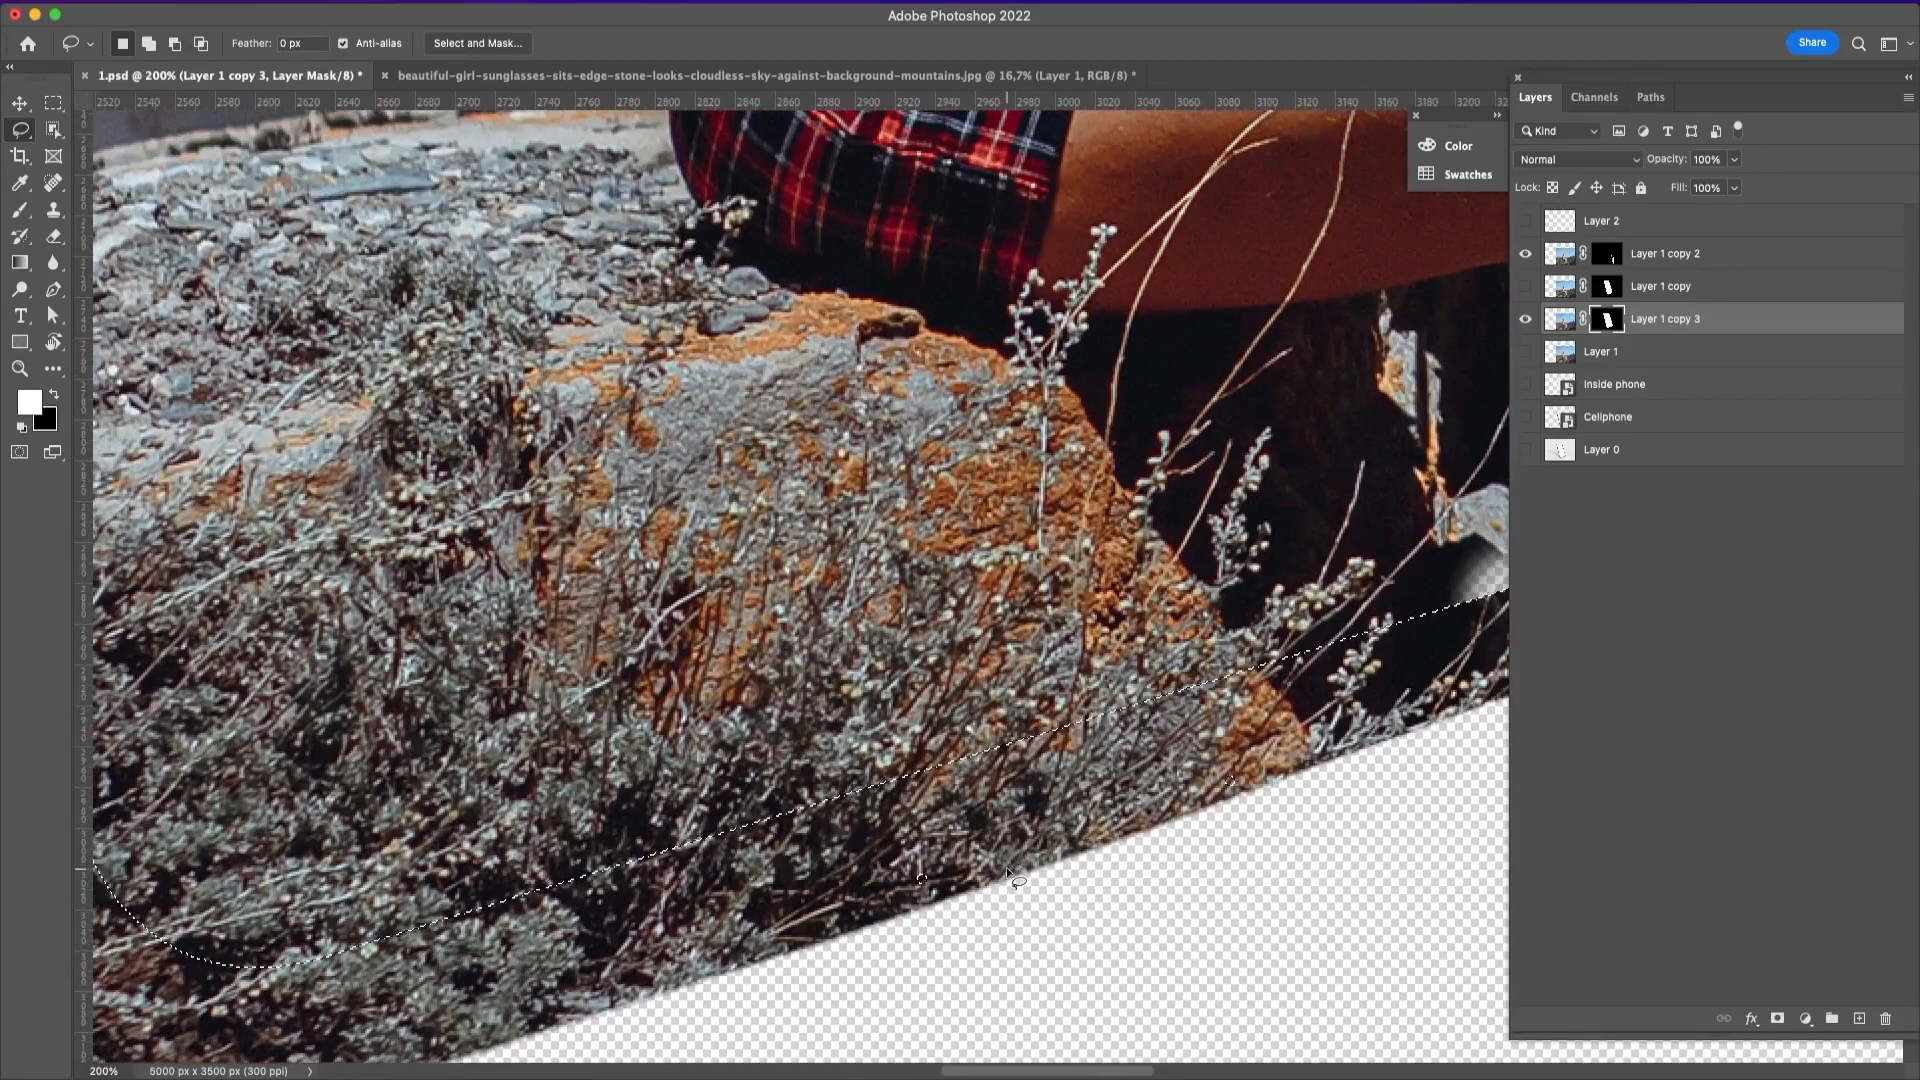 Adobe Photoshop 2022
Feather: 0 px Anti-alias Select and Mask... Share
1.psd @ 200% (Layer 1 copy 3, Layer Mask/8) * beautiful-girl-sunglasses-sits-edge-stone-looks-cloudless-sky-against-background-mountains.jpg @ 16,7% (Layer 1, RGB/8) *
2520 2540 2560 2580 2600 2620 2640 2660 2680 2700 2720 2740 2760 2780 2800 2820 2840 2860 2880 2900 2920 2940 2960 2980 3000 3020 3040 3060 3080 3100 3120 3140 3160 3180 3200
Color
Swatches
Layers Channels Paths
Kind
Normal Opacity: 100%
Lock: Fill: 100%
Layer 2
Layer 1 copy 2
Layer 1 copy
Layer 1 copy 3
Layer 1
Inside phone
Cellphone
Layer 0
fx
200% 5000 px x 3500 px (300 ppi)